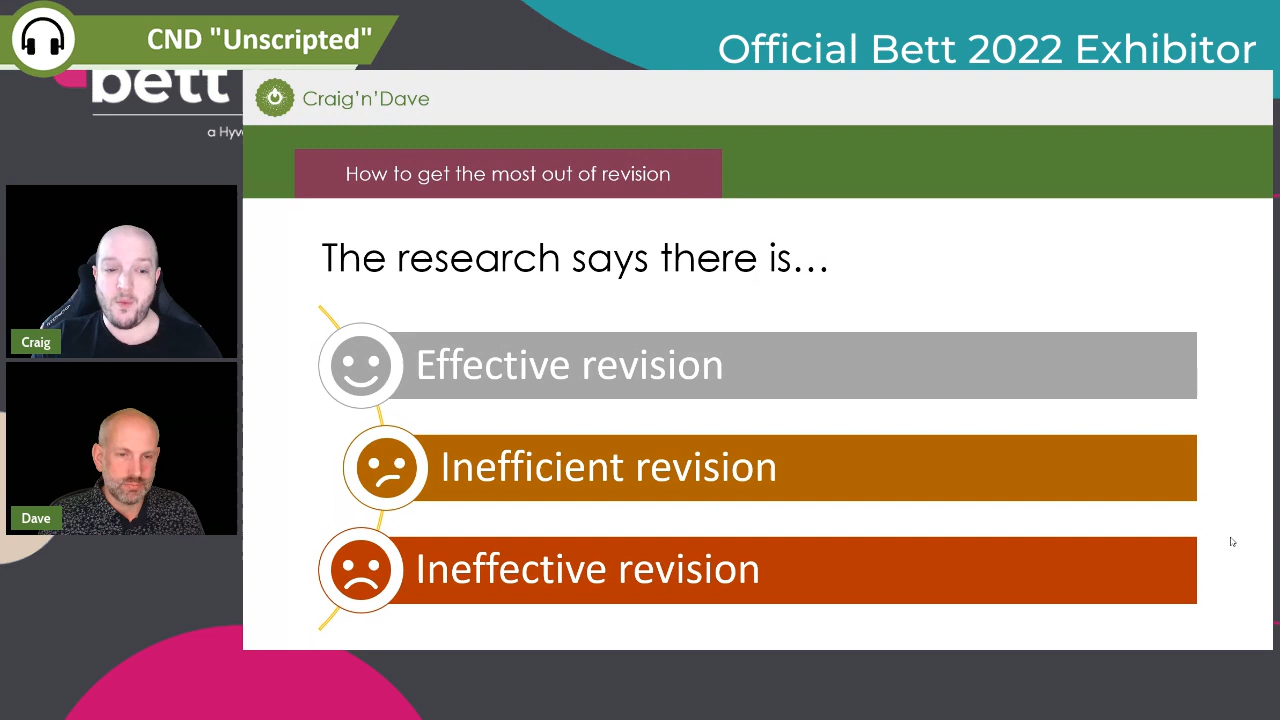 CND "Unscripted"
Official Bett 2022 Exhibitor
bett
a Hyv
Craig'n'Dave
How to get the most out of revision
The research says there is...
Effective revision
Inefficient revision
Ineffective revision
Craig
Dave